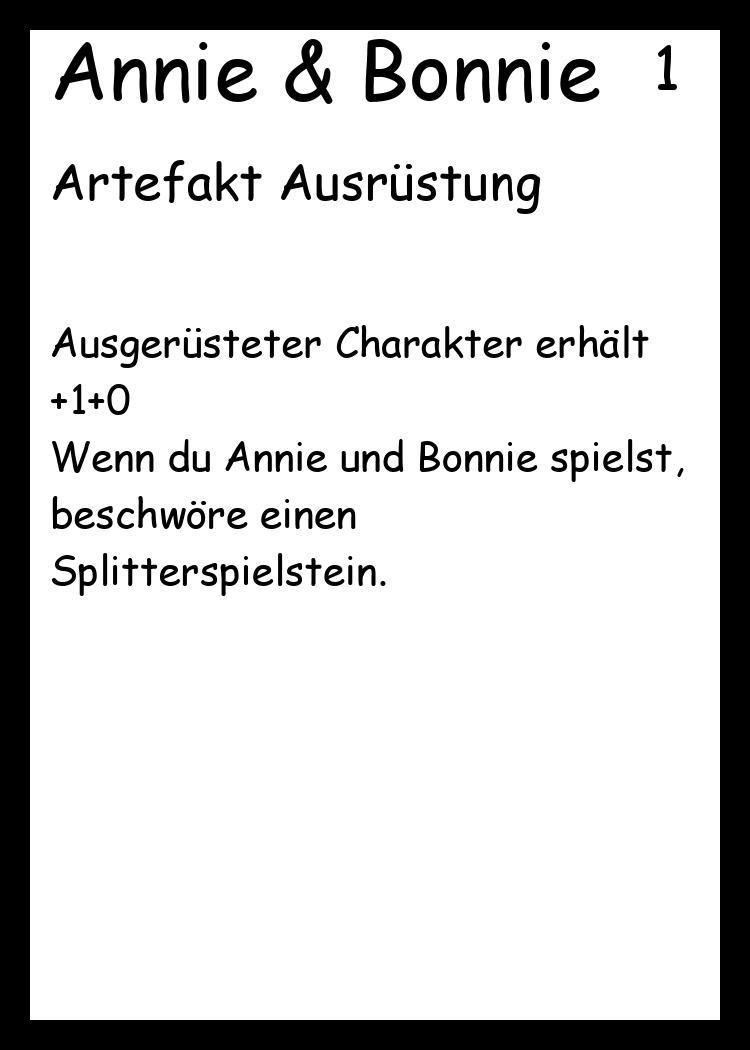 Annie & Bonnie 1
Artefakt Ausrüstung
Ausgerüsteter Charakter erhält
+1+0
Wenn du Annie und Bonnie spielst,
beschwöre einen
Splitterspielstein.